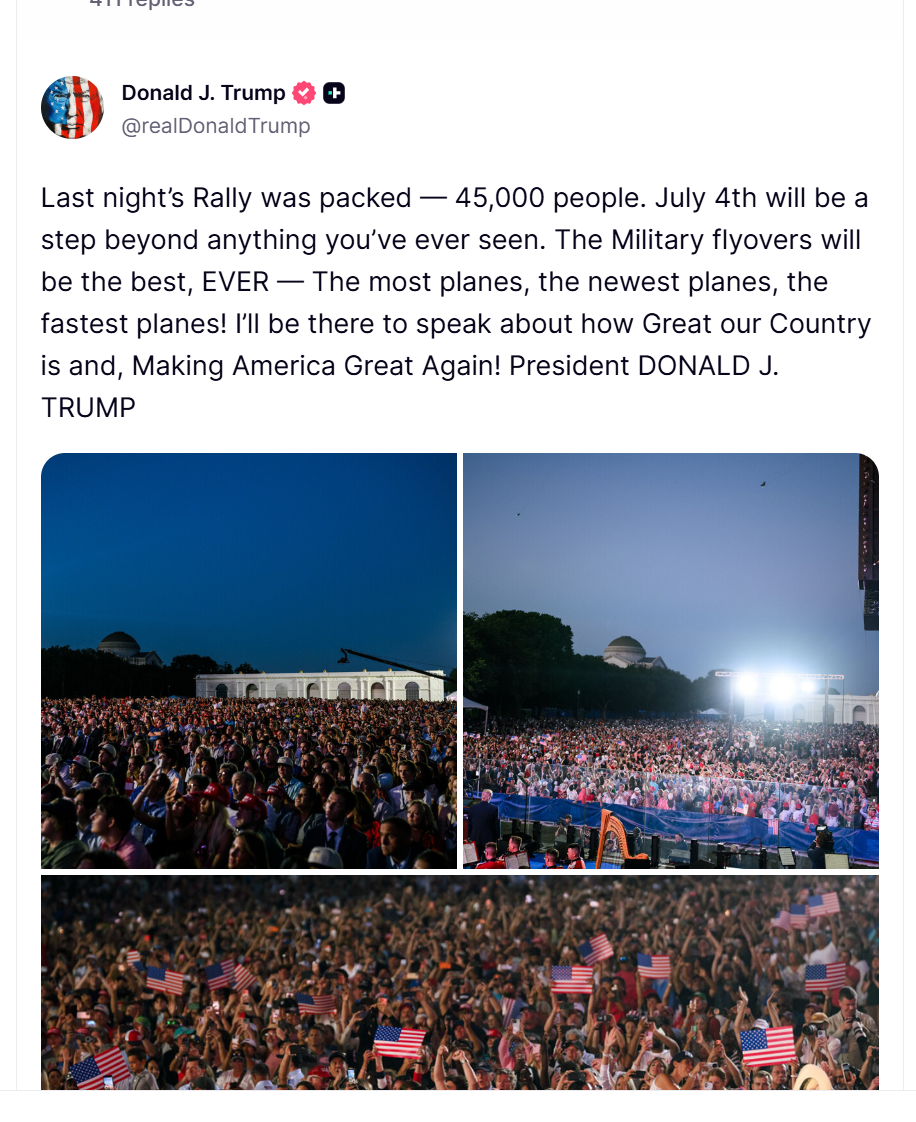 411 replies
Donald J. Trump
@realDonaldTrump
Last night’s Rally was packed — 45,000 people. July 4th will be a
step beyond anything you’ve ever seen. The Military flyovers will
be the best, EVER — The most planes, the newest planes, the
fastest planes! I’ll be there to speak about how Great our Country
is and, Making America Great Again! President DONALD J.
TRUMP